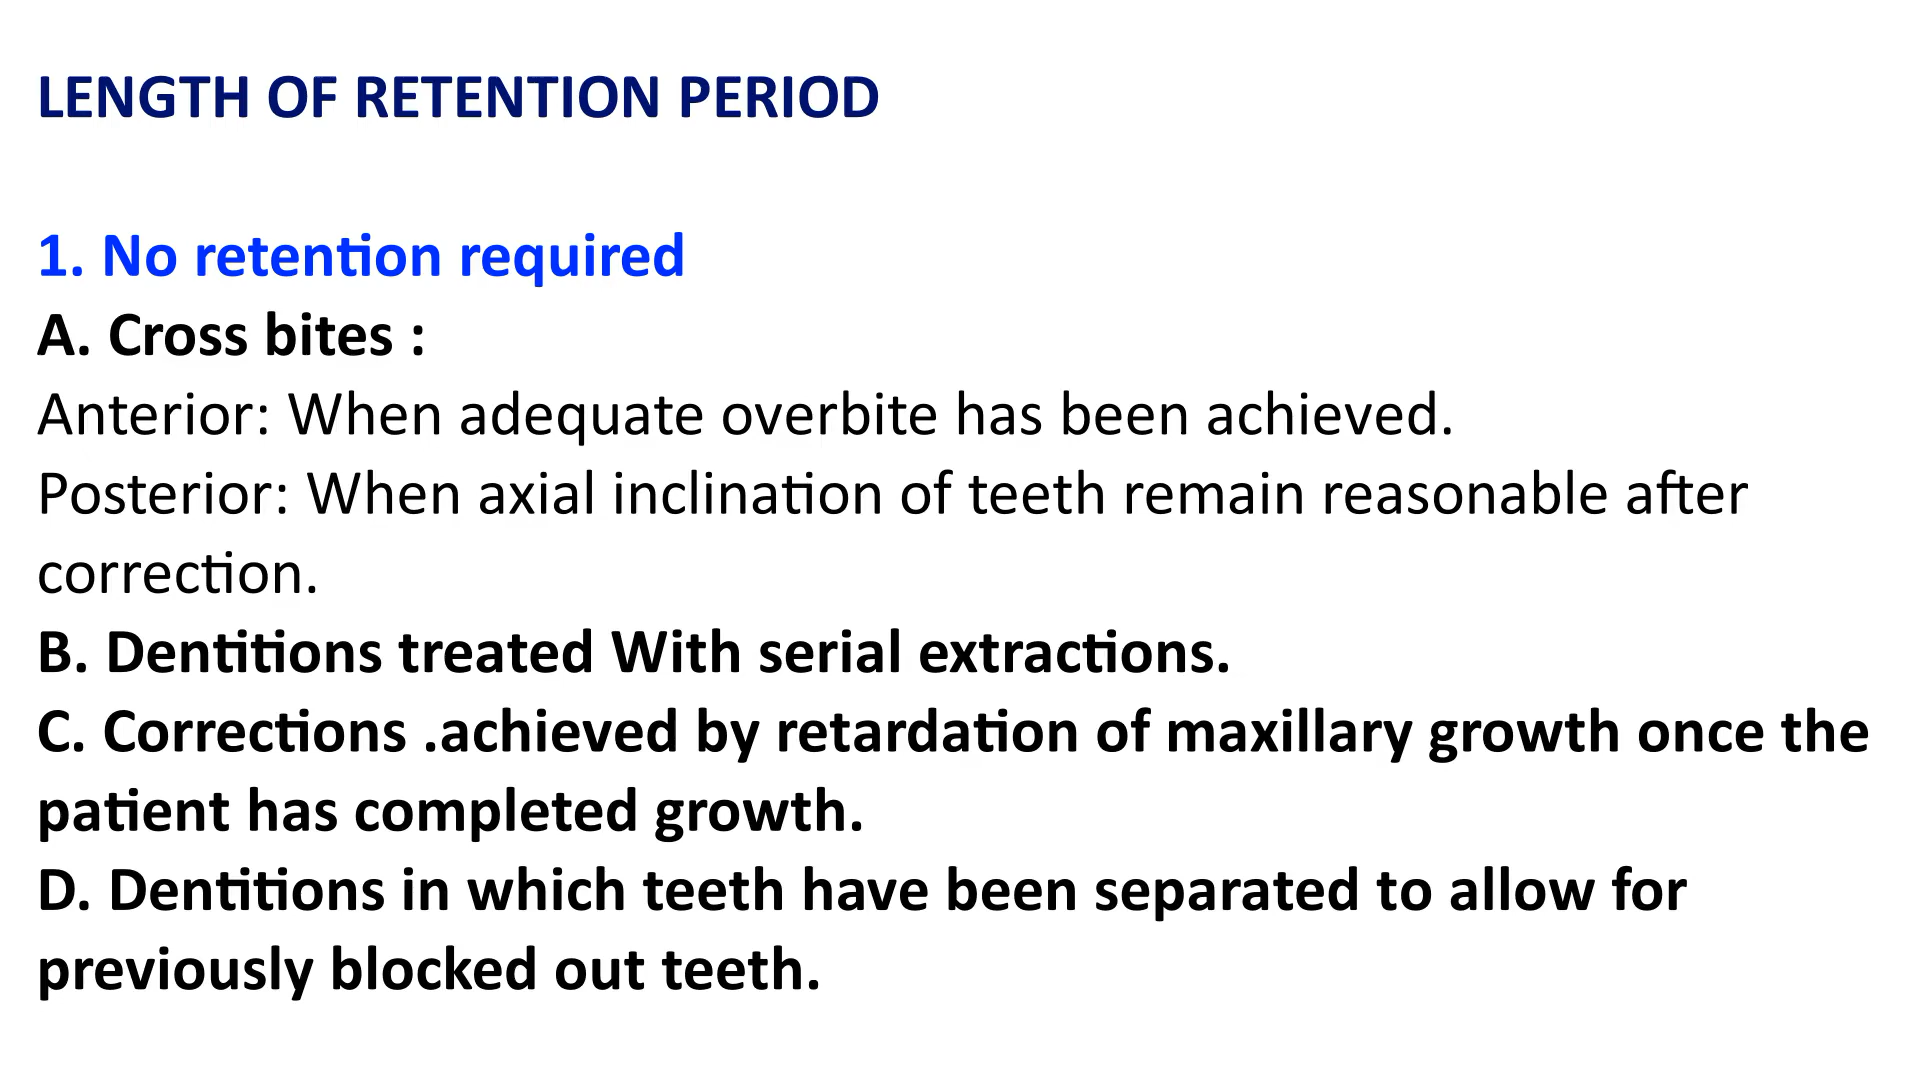 LENGTH OF RETENTION PERIOD
1. No retention required
A. Cross bites :
Anterior: When adequate overbite has been achieved.
Posterior: When axial inclination of teeth remain reasonable after
correction.
B. Dentitions treated With serial extractions.
C. Corrections .achieved by retardation of maxillary growth once the
patient has completed growth.
D. Dentitions in which teeth have been separated to allow for
previously blocked out teeth.